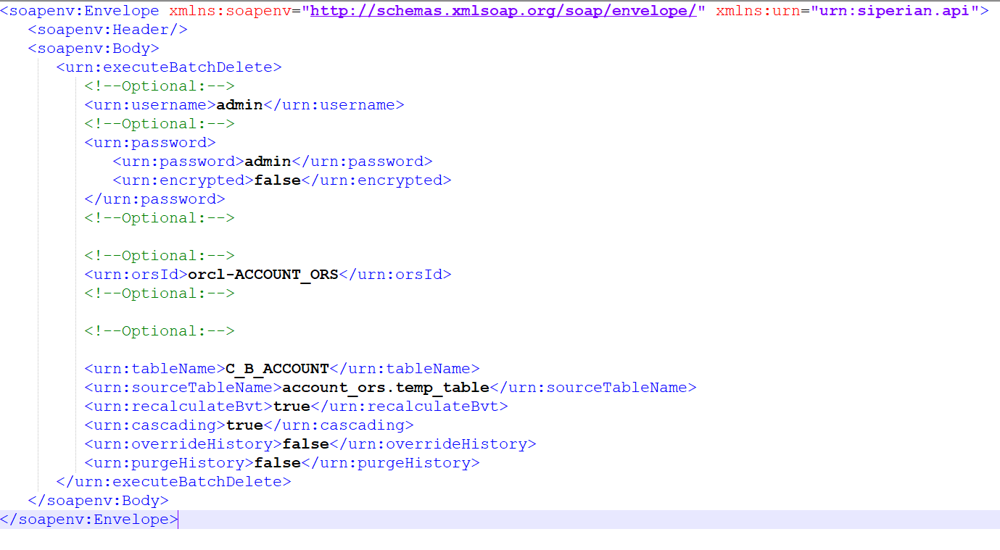 <soapenv:Envelope xmlns:soapenv="http://schemas.xmlsoap.org/soap/envelope/" xmlns:urn="urn:siperian.api">
<soapenv:Header/>
<soapenv:Body>
<urn:executeBatchDelete>
<!--Optional:-->
<urn:username>admin</urn:username>
<!--Optional:-->
<urn:password>
<urn:password>admin</urn:password>
<urn:encrypted>false</urn:encrypted>
</urn:password>
<!--Optional:-->
<!--Optional:-->
<urn:orsId>orcl-ACCOUNT_ORS</urn:orsId>
<!--Optional:-->
<!--Optional:-->
<urn:tableName>C_B_ACCOUNT</urn:tableName>
<urn:sourceTableName>account_ors.temp_table</urn:sourceTableName>
<urn:recalculateBvt>true</urn:recalculateBvt>
<urn:cascading>true</urn:cascading>
<urn:overrideHistory>false</urn:overrideHistory>
<urn:purgeHistory>false</urn:purgeHistory>
</urn:executeBatchDelete>
</soapenv:Body>
</soapenv:Envelope>